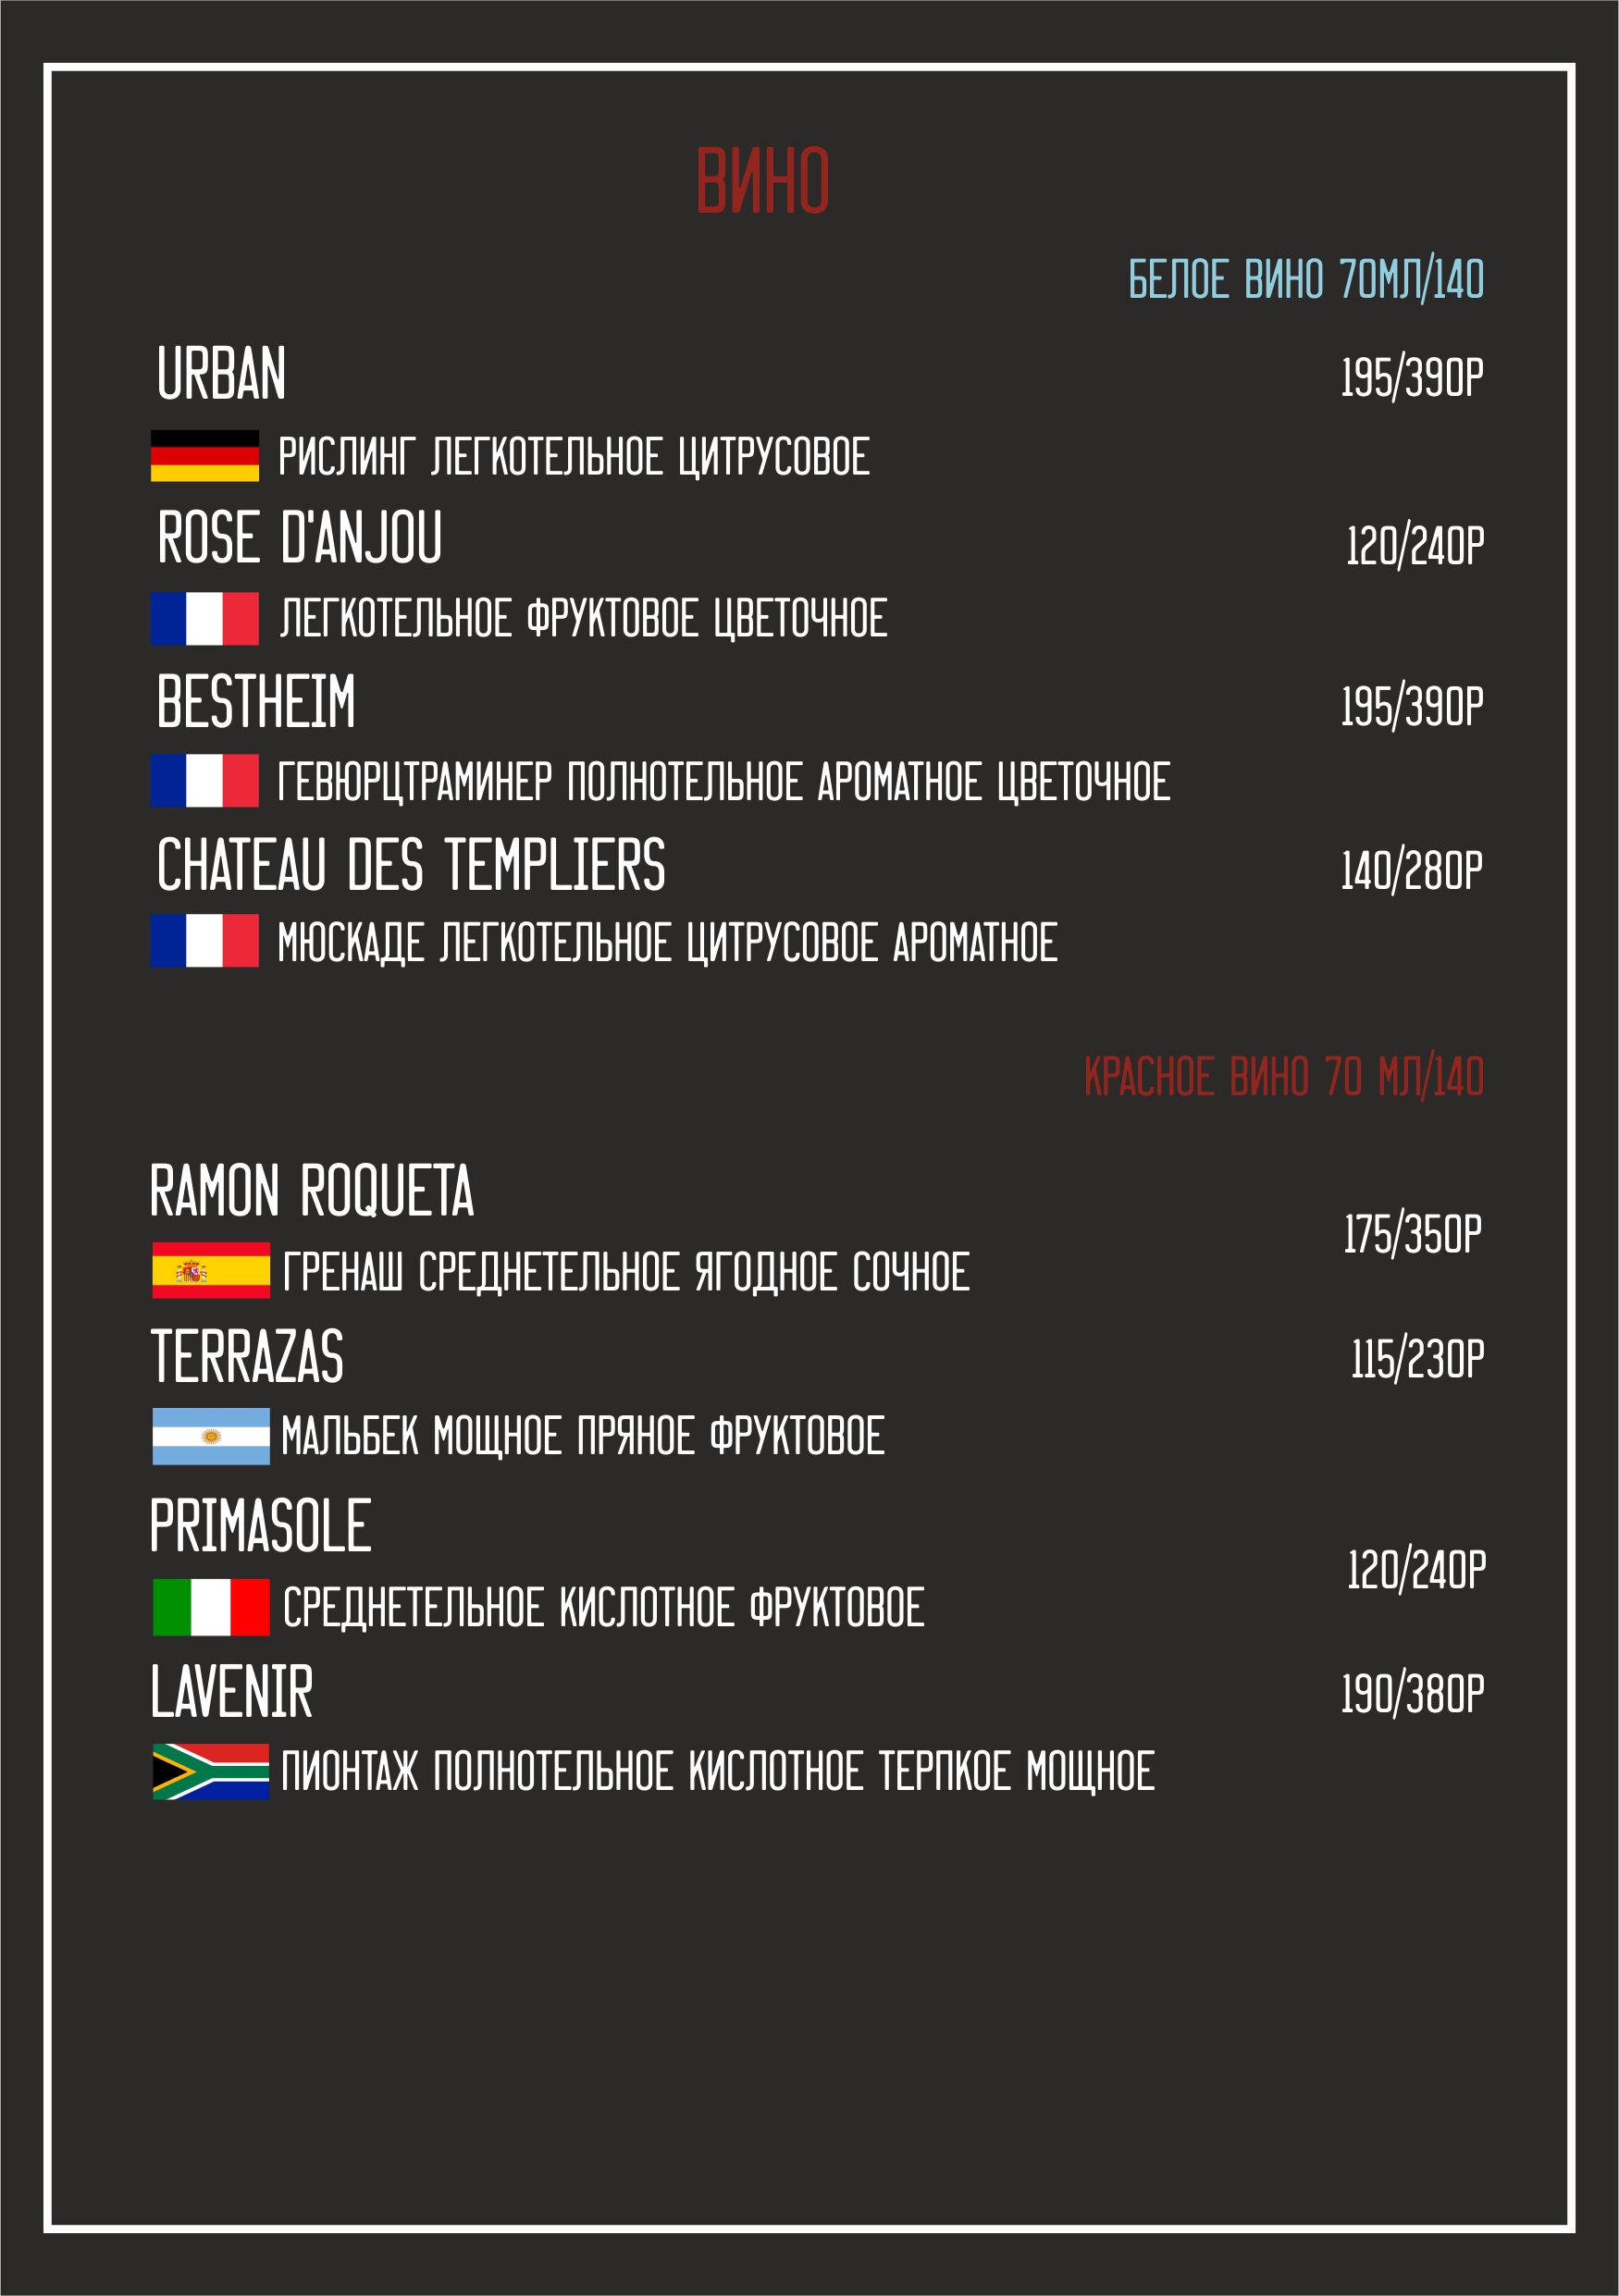 ВИНО
БЕЛОЕ ВИНО 70МЛ/140
URBAN 195/390Р
РИСЛИНГ ЛЕГКОТЕЛЬНОЕ ЦИТРУСОВОЕ
ROSE D'ANJOU 120/240Р
ЛЕГКОТЕЛЬНОЕ ФРУКТОВОЕ ЦВЕТОЧНОЕ
BESTHEIM 195/390Р
ГЕВЮРЦТРАМИНЕР ПОЛНОТЕЛЬНОЕ АРОМАТНОЕ ЦВЕТОЧНОЕ
CHATEAU DES TEMPLIERS 140/280Р
МЮСКАДЕ ЛЕГКОТЕЛЬНОЕ ЦИТРУСОВОЕ АРОМАТНОЕ
КРАСНОЕ ВИНО 70 МЛ/140
RAMON ROQUETA 175/350Р
ГРЕНАШ СРЕДНЕТЕЛЬНОЕ ЯГОДНОЕ СОЧНОЕ
TERRAZAS 115/230Р
МАЛЬБЕК МОЩНОЕ ПРЯНОЕ ФРУКТОВОЕ
PRIMASOLE 120/240Р
СРЕДНЕТЕЛЬНОЕ КИСЛОТНОЕ ФРУКТОВОЕ
LAVENIR 190/380Р
ПИОНТАЖ ПОЛНОТЕЛЬНОЕ КИСЛОТНОЕ ТЕРПКОЕ МОЩНОЕ